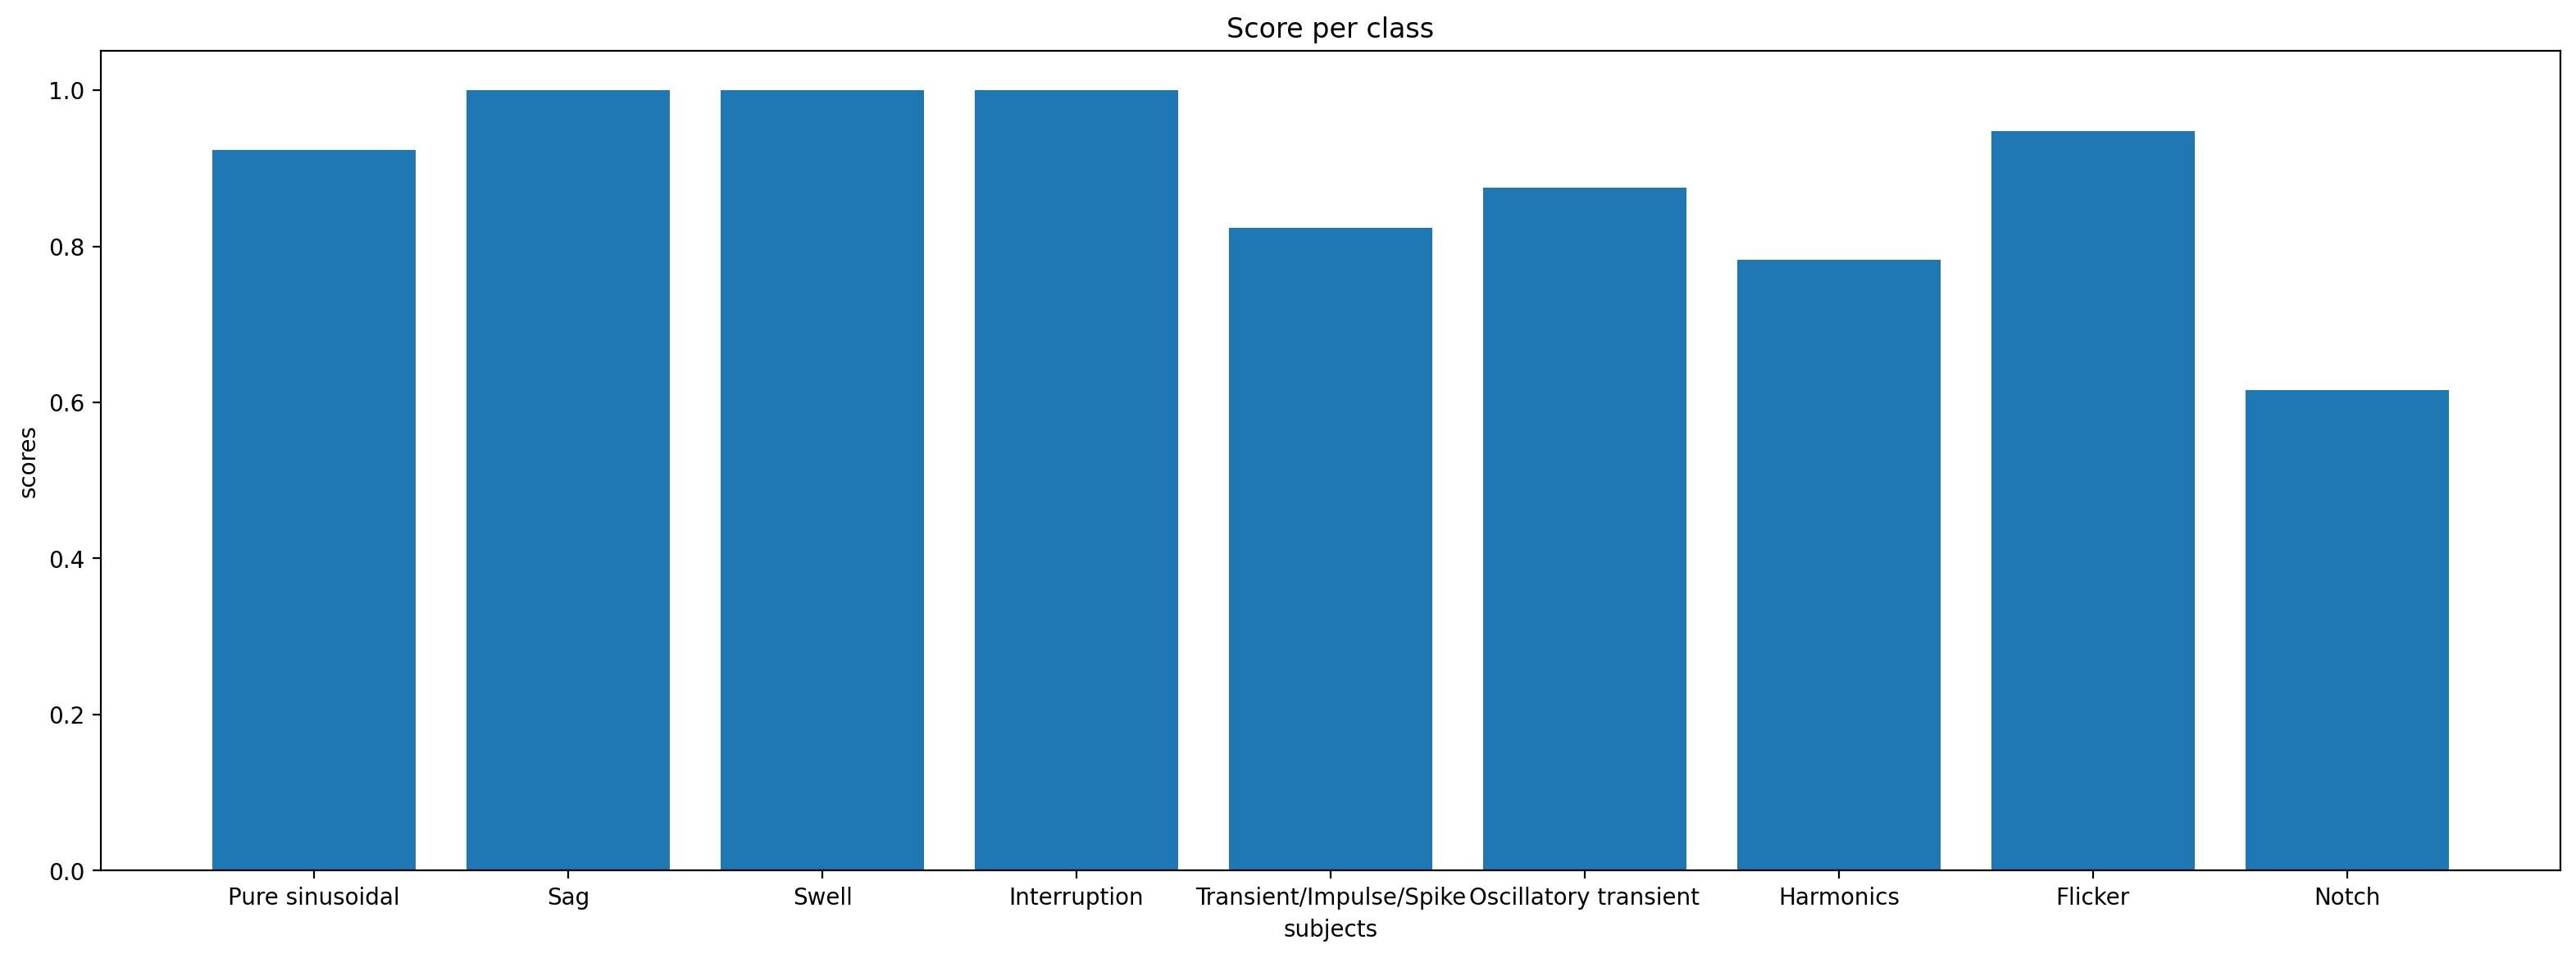 Score per class
1.0
0.8
0.6
0.4
0.2
0.0
scores
Pure sinusoidal Sag Swell Interruption Transient/Impulse/Spike Oscillatory transient Harmonics Flicker Notch
subjects